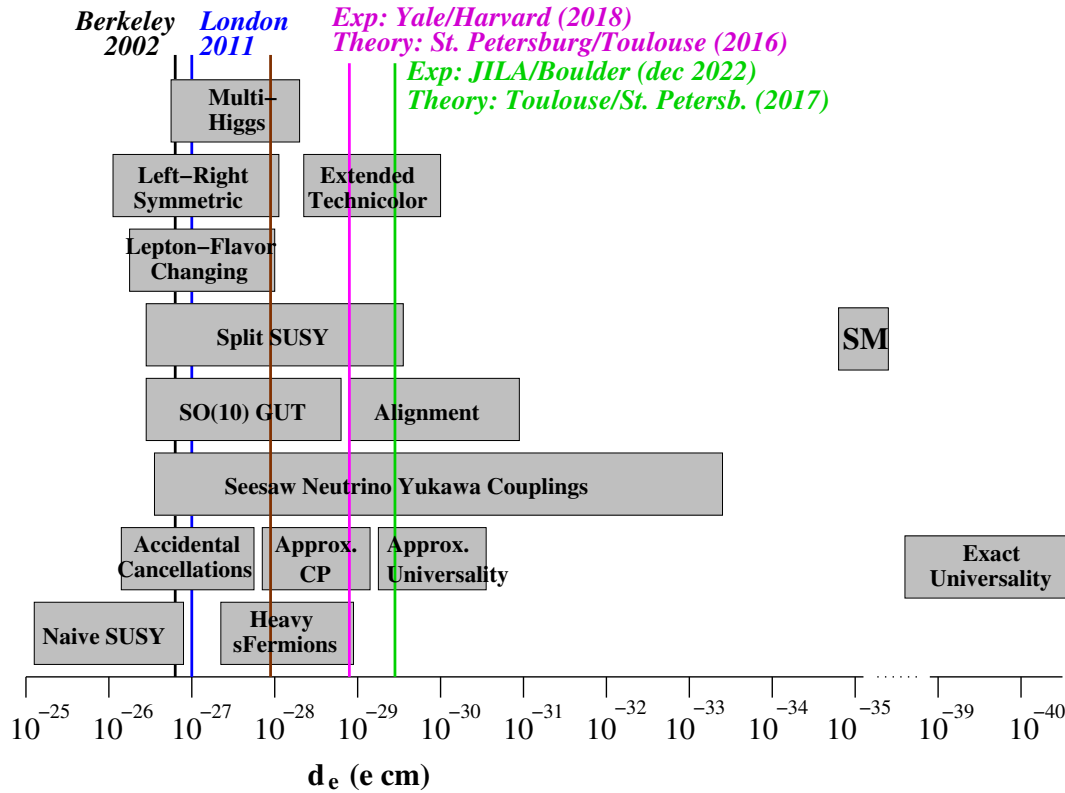 Berkeley
2002
London
2011
Exp: Yale/Harvard (2018)
Theory: St. Petersburg/Toulouse (2016)
Exp: JILA/Boulder (dec 2022)
Theory: Toulouse/St. Petersb. (2017)
Multi−
Higgs
Left−Right
Symmetric
Extended
Technicolor
Lepton−Flavor
Changing
Split SUSY
SM
SO(10) GUT
Alignment
Seesaw Neutrino Yukawa Couplings
Accidental
Cancellations
Approx.
CP
Approx.
Universality
Exact
Universality
Naive SUSY
Heavy
sFermions
10⁻²⁵ 10⁻²⁶ 10⁻²⁷ 10⁻²⁸ 10⁻²⁹ 10⁻³⁰ 10⁻³¹ 10⁻³² 10⁻³³ 10⁻³⁴ 10⁻³⁵ 10⁻³⁹ 10⁻⁴⁰
dₑ (e cm)